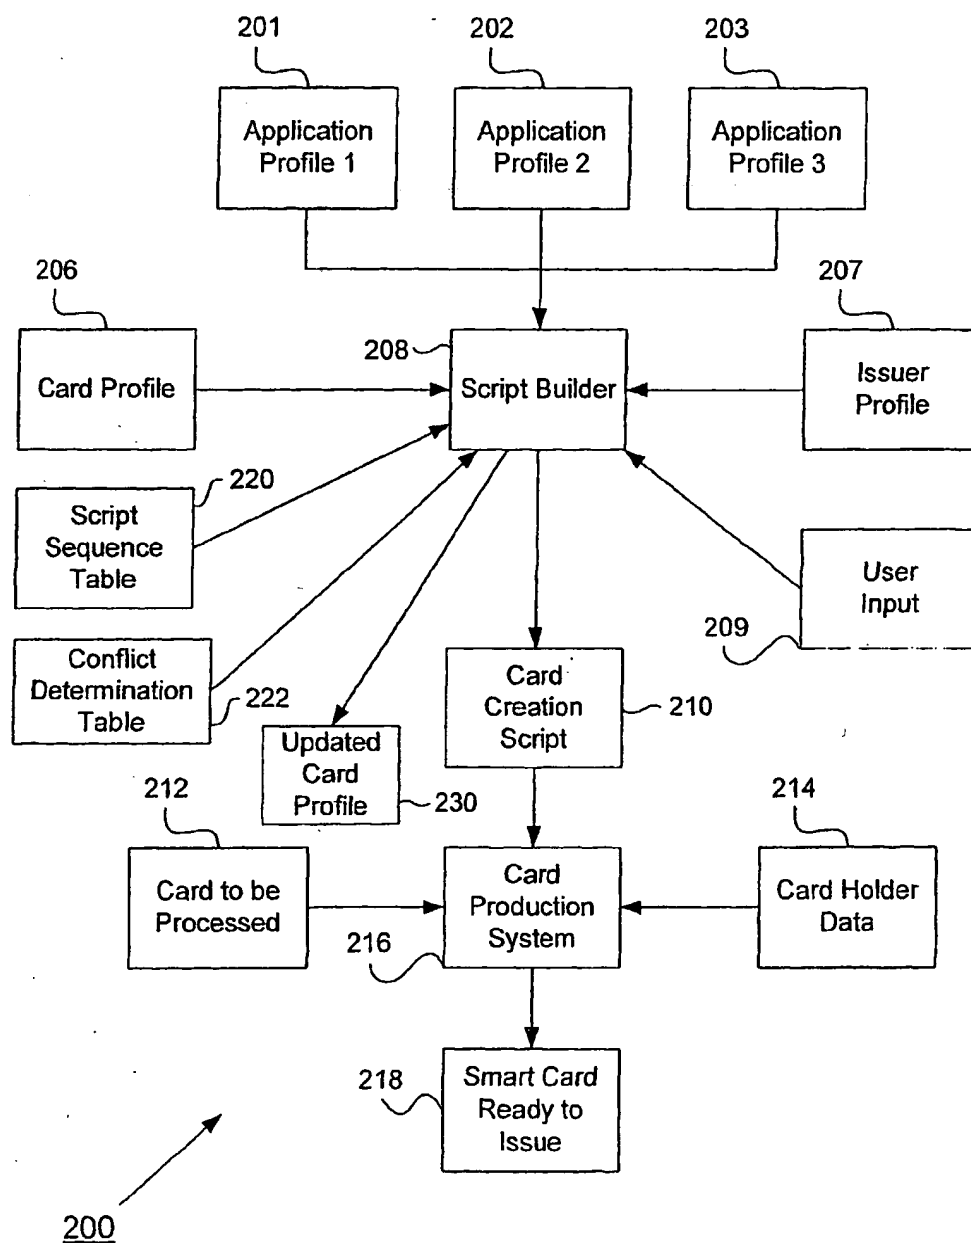 201
202
203
Application
Profile 1
Application
Profile 2
Application
Profile 3
206
207
208
Card Profile
Script Builder
Issuer
Profile
220
Script
Sequence
Table
User
Input
209
Conflict
Determination
Table
222
Card
Creation
Script
210
Updated
Card
Profile
230
212
214
Card to be
Processed
Card
Production
System
216
Card Holder
Data
218
Smart Card
Ready to
Issue
200